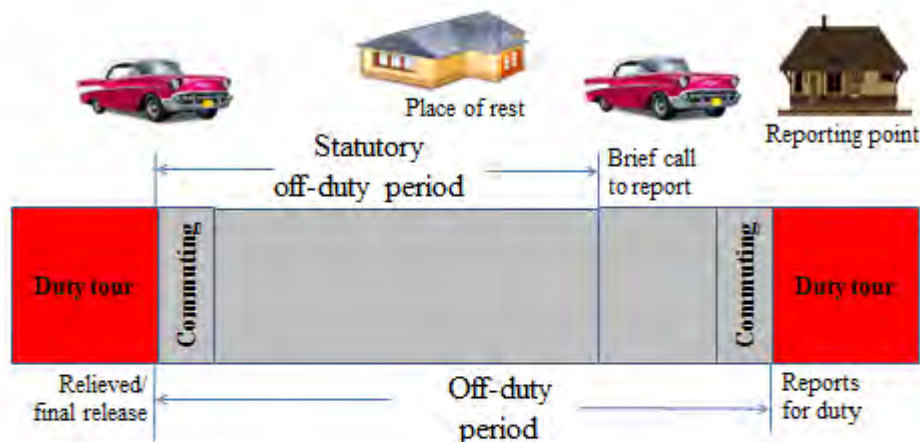 Place of rest
Reporting point
Statutory
off-duty period
Brief call
to report
Duty tour
Commuting
Commuting
Duty tour
Relieved/
final release
Off-duty
period
Reports
for duty